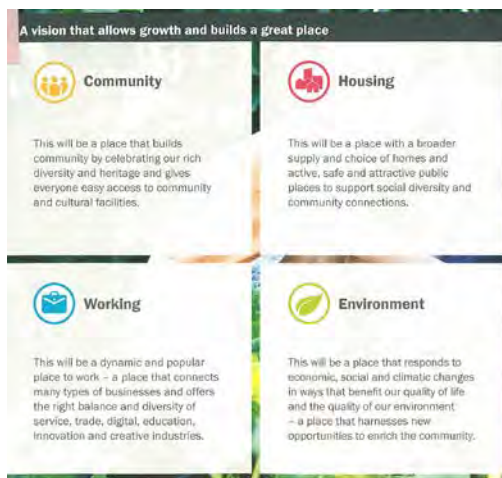 A vision that allows growth and builds a great place
Community
This will be a place that builds
community by celebrating our rich
diversity and heritage and gives
everyone easy access to community
and cultural facilities.
Housing
This will be a place with a broader
supply and choice of homes and
active, safe and attractive public
places to support social diversity and
community connections.
Working
This will be a dynamic and popular
place to work – a place that connects
many types of businesses and offers
the right balance and diversity of
service, trade, digital, education,
innovation and creative industries.
Environment
This will be a place that responds to
economic, social and climatic changes
in ways that benefit our quality of life
and the quality of our environment
– a place that harnesses new
opportunities to enrich the community.